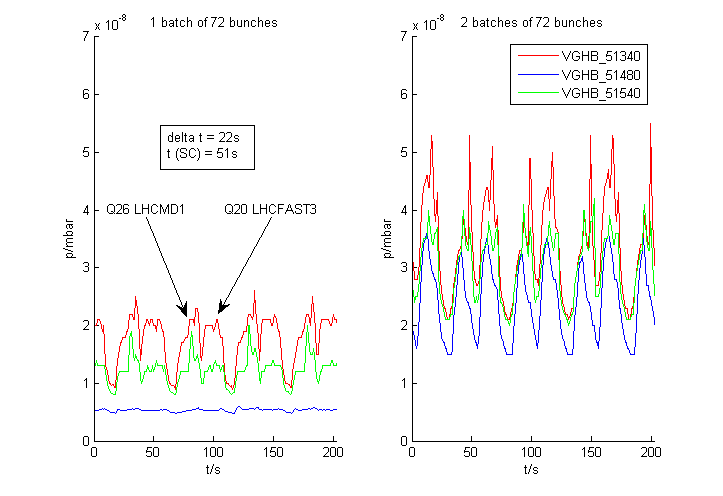 x 10⁻⁸
1 batch of 72 bunches
7
6
5
4
3
2
1
0
p/mbar
delta t = 22s
t (SC) = 51s
Q26 LHCMD1
Q20 LHCFAST3
0
50
100
150
200
t/s
x 10⁻⁸
2 batches of 72 bunches
7
6
5
4
3
2
1
0
p/mbar
VGHB_51340
VGHB_51480
VGHB_51540
0
50
100
150
200
t/s